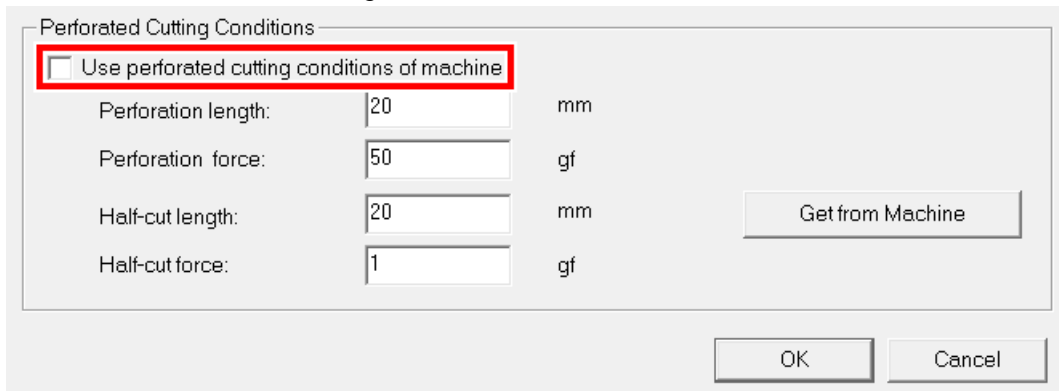 Perforated Cutting Conditions
Use perforated cutting conditions of machine
Perforation length: 20 mm
Perforation force: 50 gf
Half-cut length: 20 mm Get from Machine
Half-cut force: 1 gf
OK Cancel